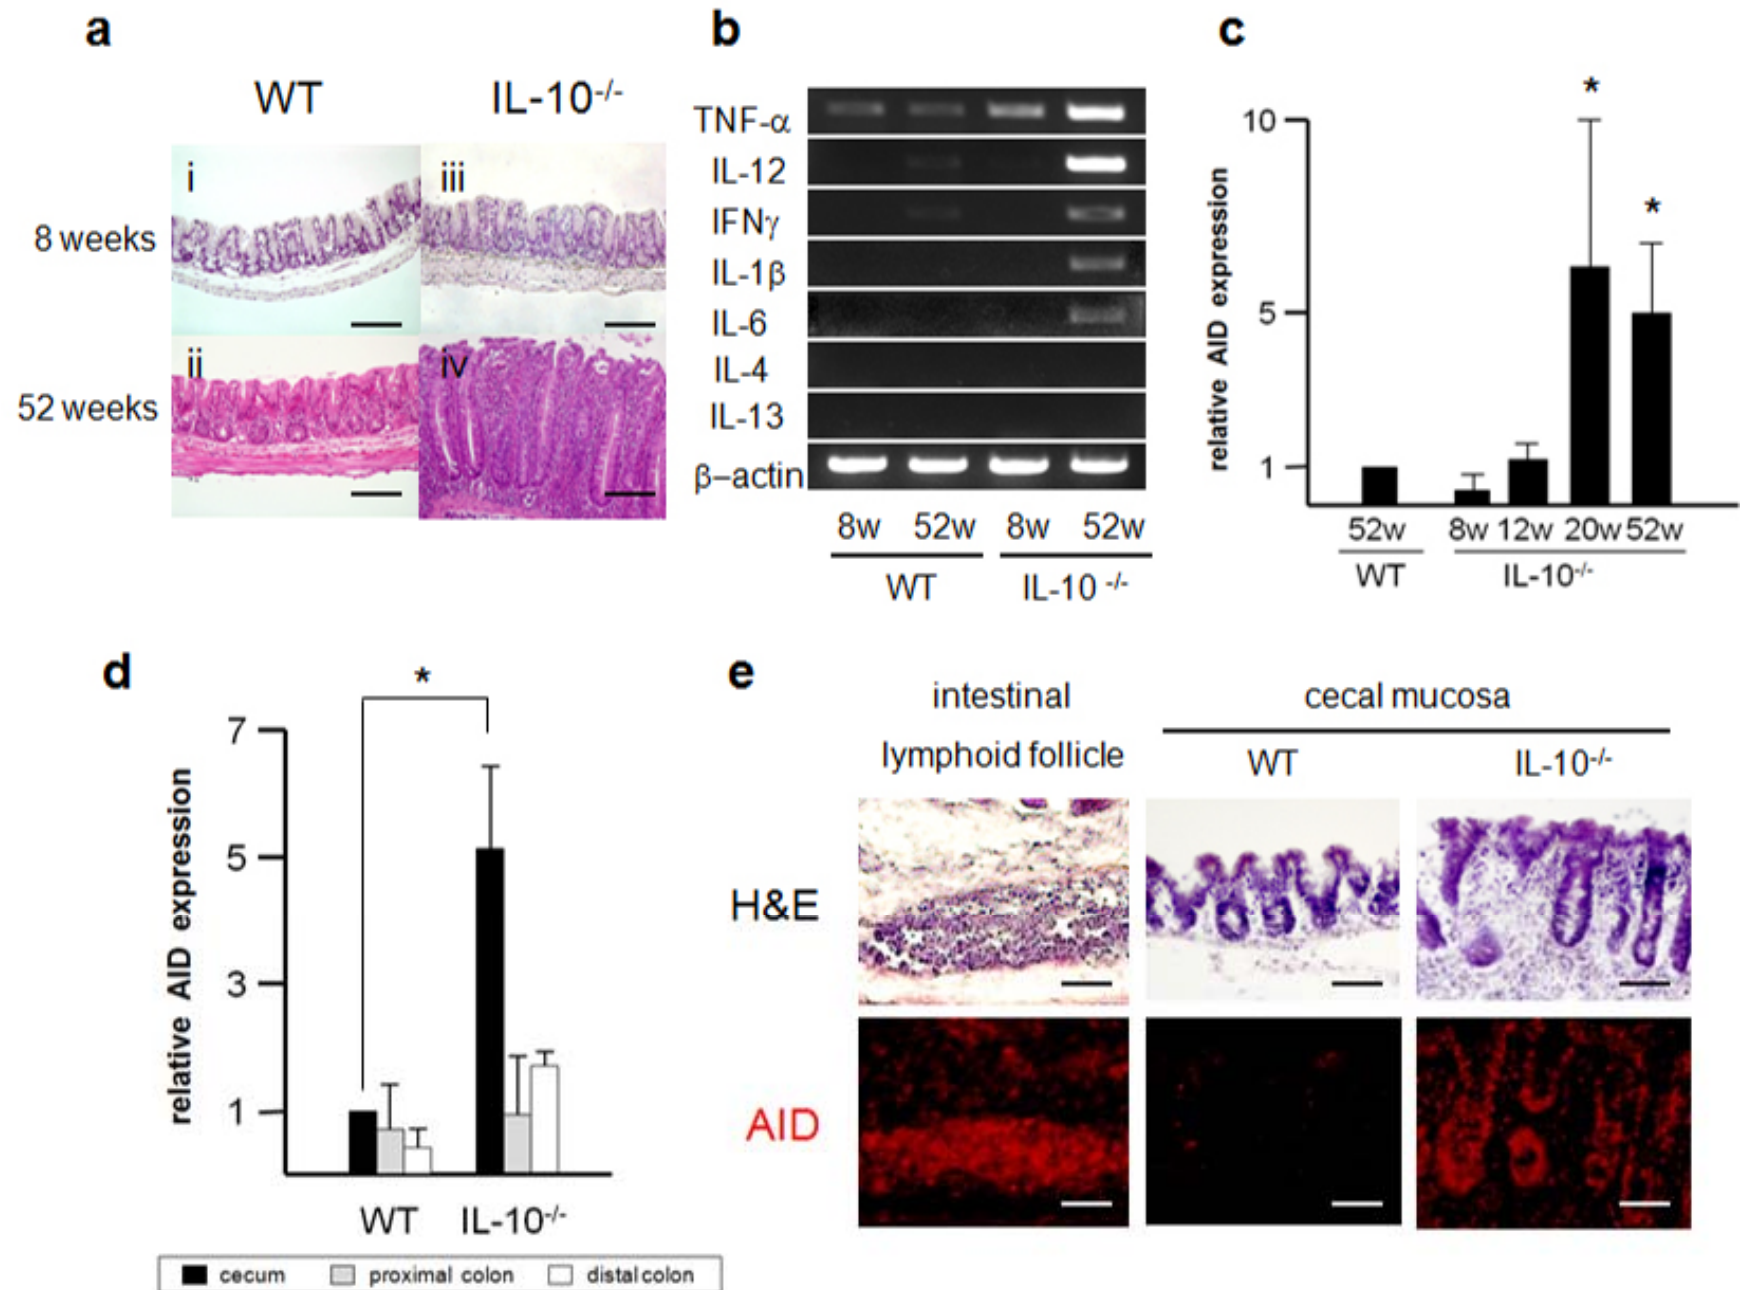 a
WT IL-10-/-
8 weeks
i
iii
52 weeks
ii
iv
b
TNF-α
IL-12
IFNγ
IL-1β
IL-6
IL-4
IL-13
β–actin
8w 52w 8w 52w
WT IL-10 -/-
c
relative AID expression
10
5
1
*
*
52w 8w 12w 20w 52w
WT IL-10-/-
d
*
relative AID expression
7
5
3
1
WT IL-10-/-
cecum proximal colon distal colon
e
intestinal
lymphoid follicle
cecal mucosa
WT IL-10-/-
H&E
AID